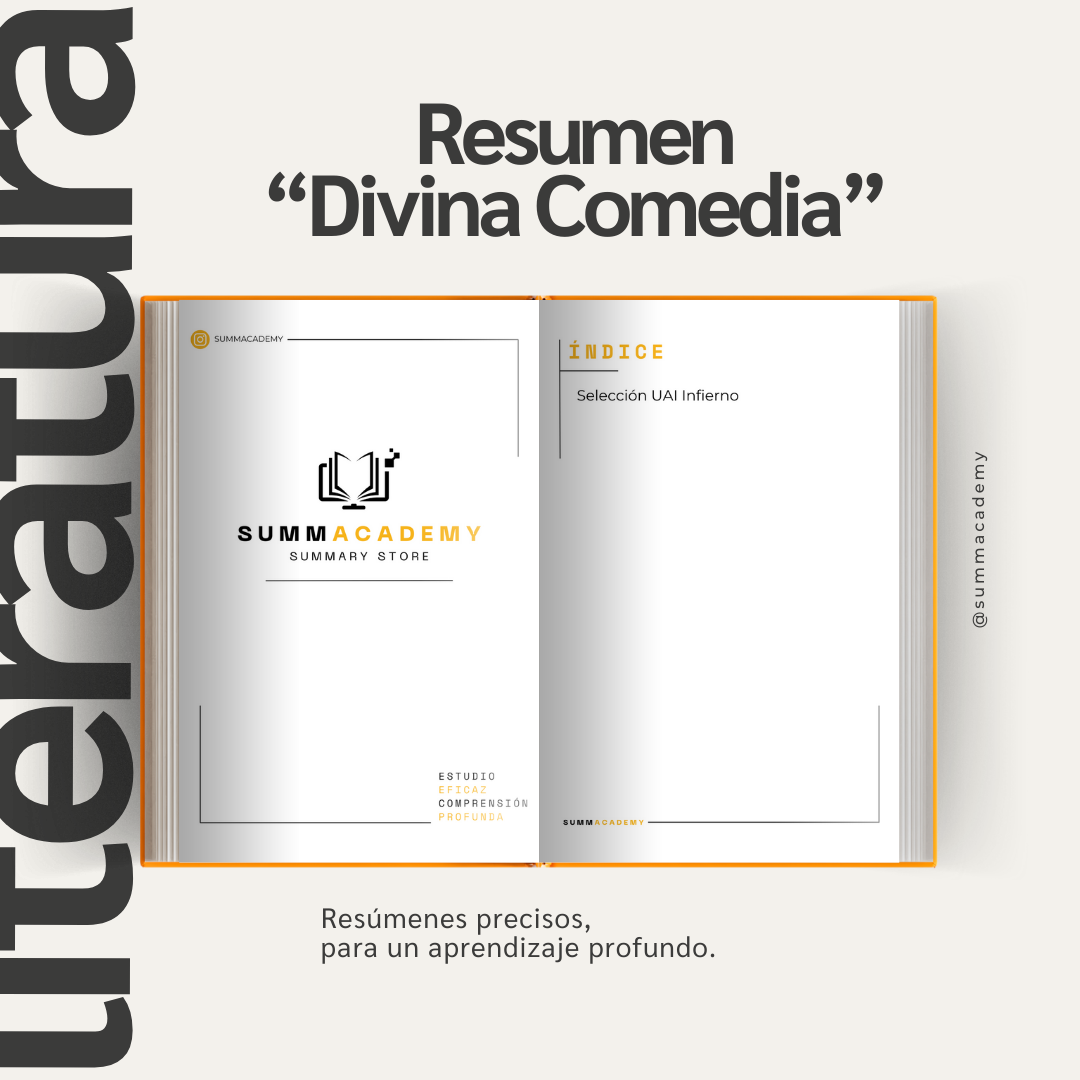 Literatura
Resumen
“Divina Comedia”
SUMMACADEMY
SUMMACADEMY
SUMMARY STORE
ESTUDIO
EFICAZ
COMPRENSIÓN
PROFUNDA
ÍNDICE
Selección UAI Infierno
SUMMACADEMY
@summacademy
Resúmenes precisos,
para un aprendizaje profundo.